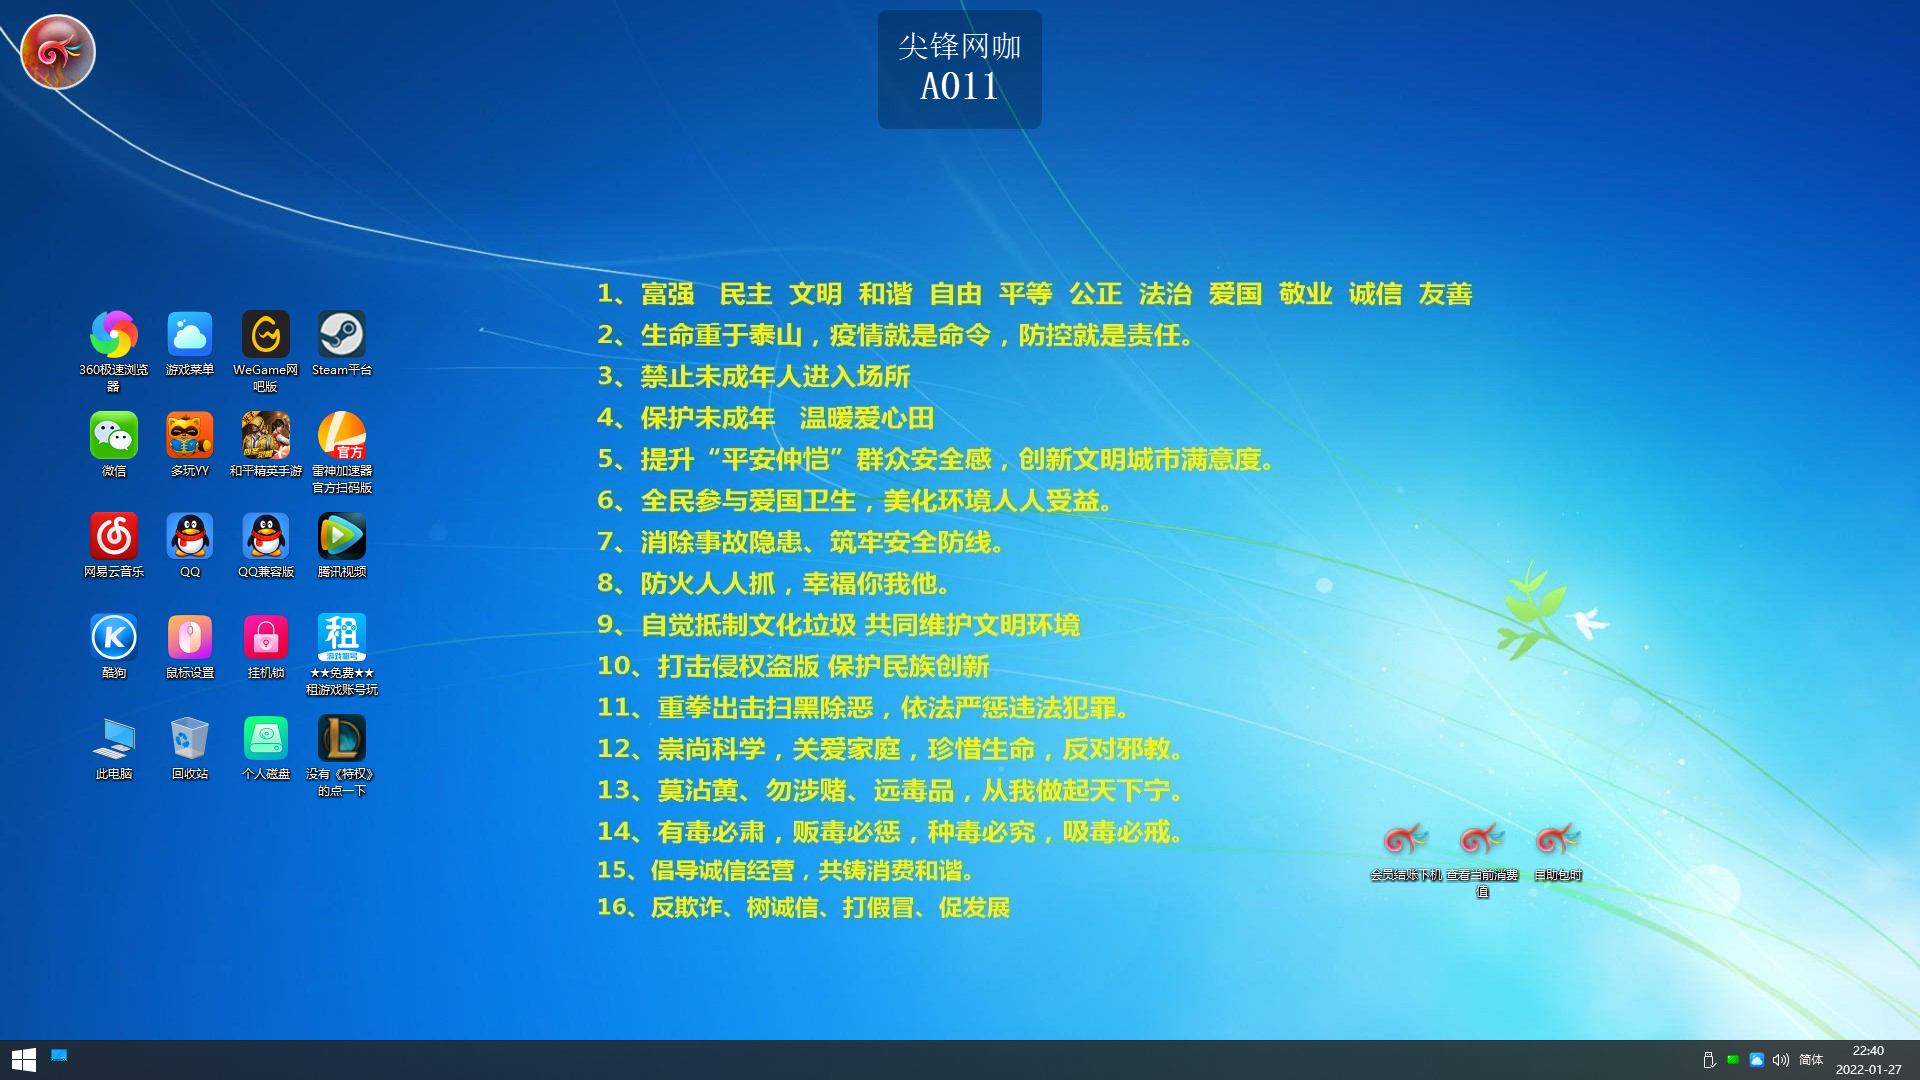 尖锋网咖
A011
1、富强 民主 文明 和谐 自由 平等 公正 法治 爱国 敬业 诚信 友善
2、生命重于泰山，疫情就是命令，防控就是责任。
3、禁止未成年人进入场所
4、保护未成年 温暖爱心田
5、提升“平安仲恺”群众安全感，创新文明城市满意度。
6、全民参与爱国卫生，美化环境人人受益。
7、消除事故隐患、筑牢安全防线。
8、防火人人抓，幸福你我他。
9、自觉抵制文化垃圾 共同维护文明环境
10、打击侵权盗版 保护民族创新
11、重拳出击扫黑除恶，依法严惩违法犯罪。
12、崇尚科学，关爱家庭，珍惜生命，反对邪教。
13、莫沾黄、勿涉赌、远毒品，从我做起天下宁。
14、有毒必肃，贩毒必惩，种毒必究，吸毒必戒。
15、倡导诚信经营，共铸消费和谐。
16、反欺诈、树诚信、打假冒、促发展
360极速浏览
器
游戏菜单
WeGame网
吧版
Steam平台
微信
多玩YY
和平精英手游
官方
雷神加速器
官方扫码版
网易云音乐
QQ
QQ兼容版
腾讯视频
K
酷狗
鼠标设置
挂机锁
租
游戏租号
★★免费★★
租游戏账号玩
此电脑
回收站
个人磁盘
L
没有《特权》
的点一下
会员结账下机
查看当前消费
值
自助包时
简体
22:40
2022-01-27